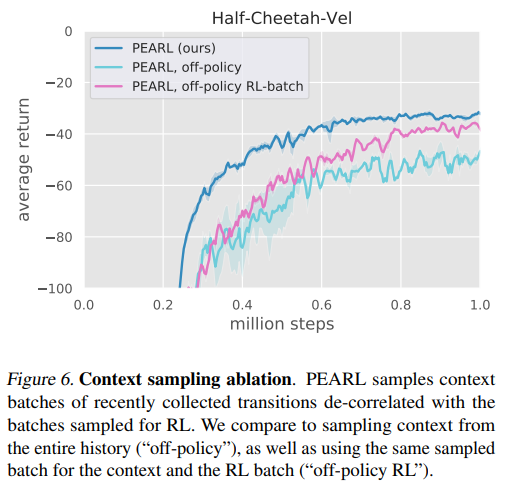 Half-Cheetah-Vel
PEARL (ours)
PEARL, off-policy
PEARL, off-policy RL-batch
average return
0
−20
−40
−60
−80
−100
0.0 0.2 0.4 0.6 0.8 1.0
million steps
Figure 6. Context sampling ablation. PEARL samples context
batches of recently collected transitions de-correlated with the
batches sampled for RL. We compare to sampling context from
the entire history (“off-policy”), as well as using the same sampled
batch for the context and the RL batch (“off-policy RL”).